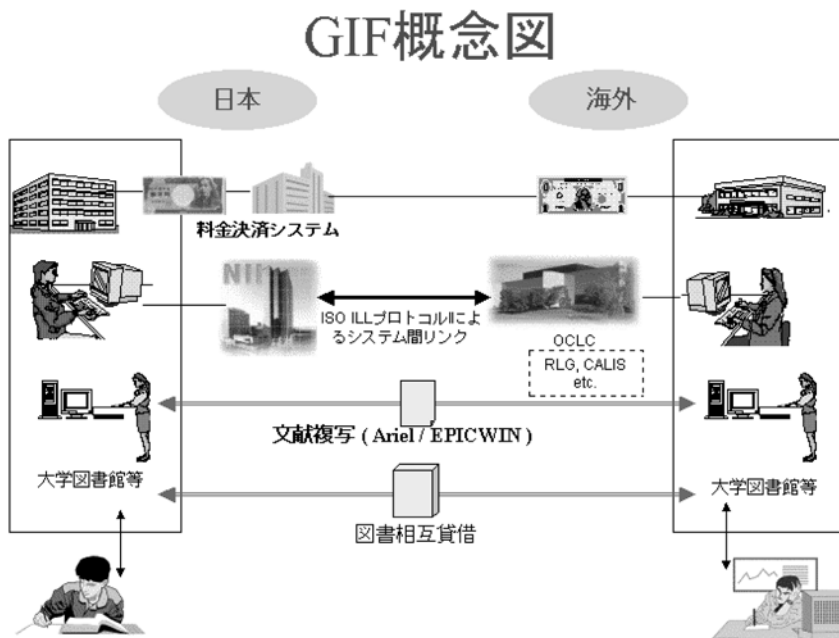 GIF概念図
日本
海外
料金決済システム
NII
ISO ILLプロトコルによ
るシステム間リンク
OCLC
RLG, CALIS
etc.
文献複写 ( Ariel / EPICWIN )
大学図書館等
大学図書館等
図書相互貸借